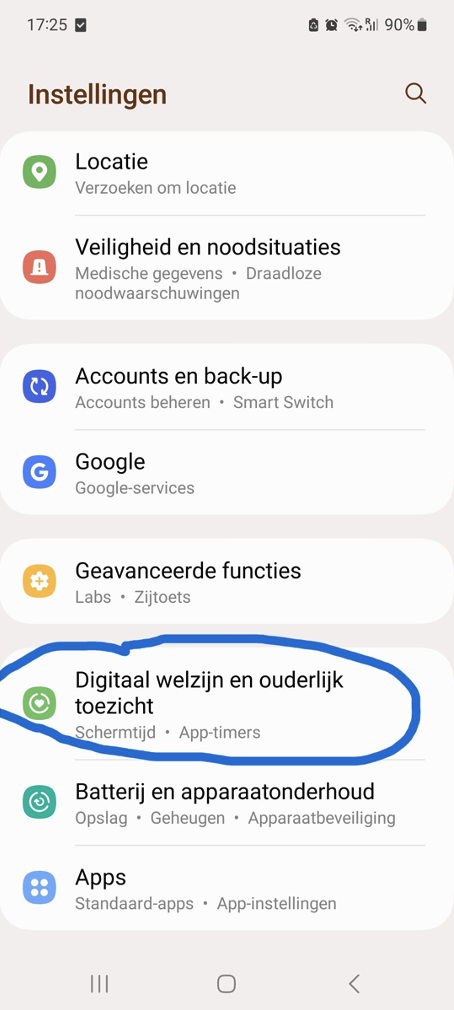 17:25
90%
Instellingen
Locatie
Verzoeken om locatie
Veiligheid en noodsituaties
Medische gegevens • Draadloze
noodwaarschuwingen
Accounts en back-up
Accounts beheren • Smart Switch
Google
Google-services
Geavanceerde functies
Labs • Zijtoets
Digitaal welzijn en ouderlijk
toezicht
Schermtijd • App-timers
Batterij en apparaatonderhoud
Opslag • Geheugen • Apparaatbeveiliging
Apps
Standaard-apps • App-instellingen